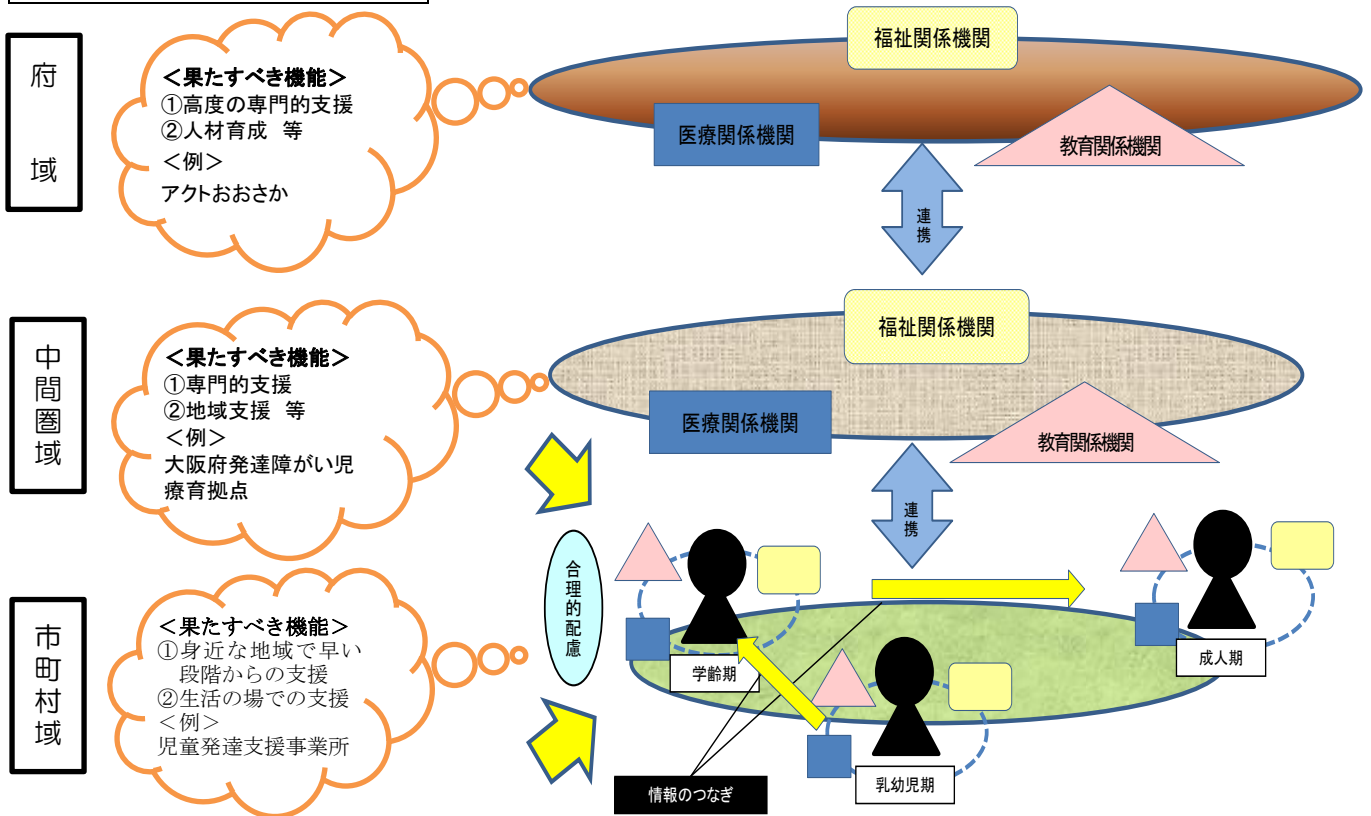 府域
＜果たすべき機能＞
①高度の専門的支援
②人材育成 等
＜例＞
アクトおおさか
福祉関係機関
医療関係機関
教育関係機関
連携
中間圏域
＜果たすべき機能＞
①専門的支援
②地域支援 等
＜例＞
大阪府発達障がい児
療育拠点
福祉関係機関
医療関係機関
教育関係機関
連携
市町村域
＜果たすべき機能＞
①身近な地域で早い
段階からの支援
②生活の場での支援
＜例＞
児童発達支援事業所
合理的配慮
学齢期
成人期
乳幼児期
情報のつなぎ